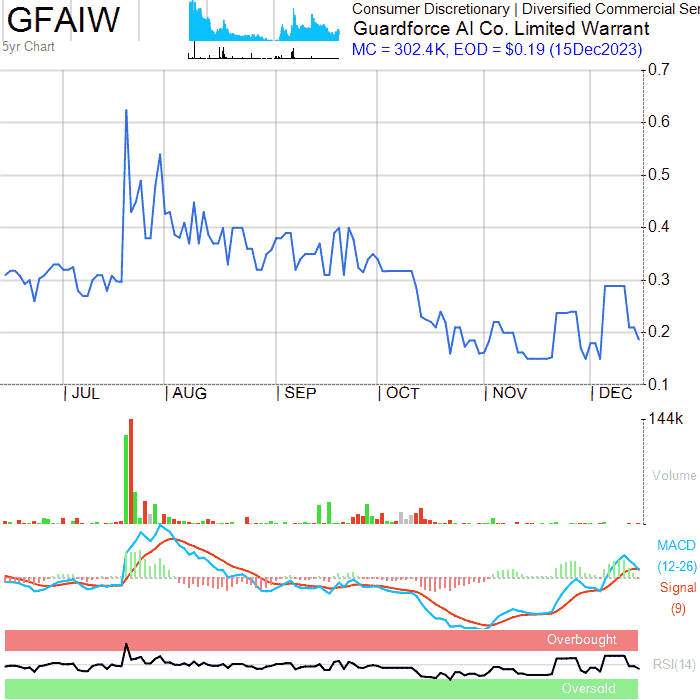 GFAIW
5yr Chart
Consumer Discretionary | Diversified Commercial Ser
Guardforce AI Co. Limited Warrant
MC = 302.4K, EOD = $0.19 (15Dec2023)
0.7
0.6
0.5
0.4
0.3
0.2
0.1
| JUL | AUG | SEP | OCT | NOV | DEC
144k
Volume
MACD
(12-26)
Signal
(9)
Overbought
RSI(14)
Oversold